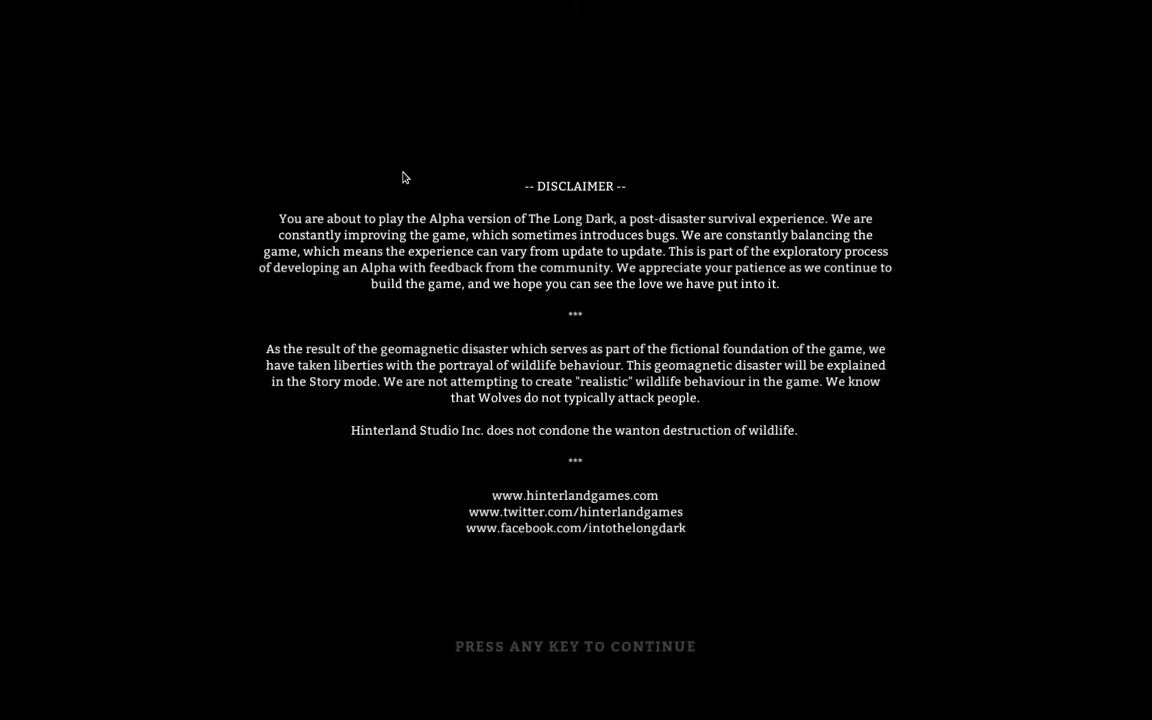 -- DISCLAIMER --
You are about to play the Alpha version of The Long Dark, a post-disaster survival experience. We are
constantly improving the game, which sometimes introduces bugs. We are constantly balancing the
game, which means the experience can vary from update to update. This is part of the exploratory process
of developing an Alpha with feedback from the community. We appreciate your patience as we continue to
build the game, and we hope you can see the love we have put into it.
***
As the result of the geomagnetic disaster which serves as part of the fictional foundation of the game, we
have taken liberties with the portrayal of wildlife behaviour. This geomagnetic disaster will be explained
in the Story mode. We are not attempting to create "realistic" wildlife behaviour in the game. We know
that Wolves do not typically attack people.
Hinterland Studio Inc. does not condone the wanton destruction of wildlife.
***
www.hinterlandgames.com
www.twitter.com/hinterlandgames
www.facebook.com/intothelongdark
PRESS ANY KEY TO CONTINUE